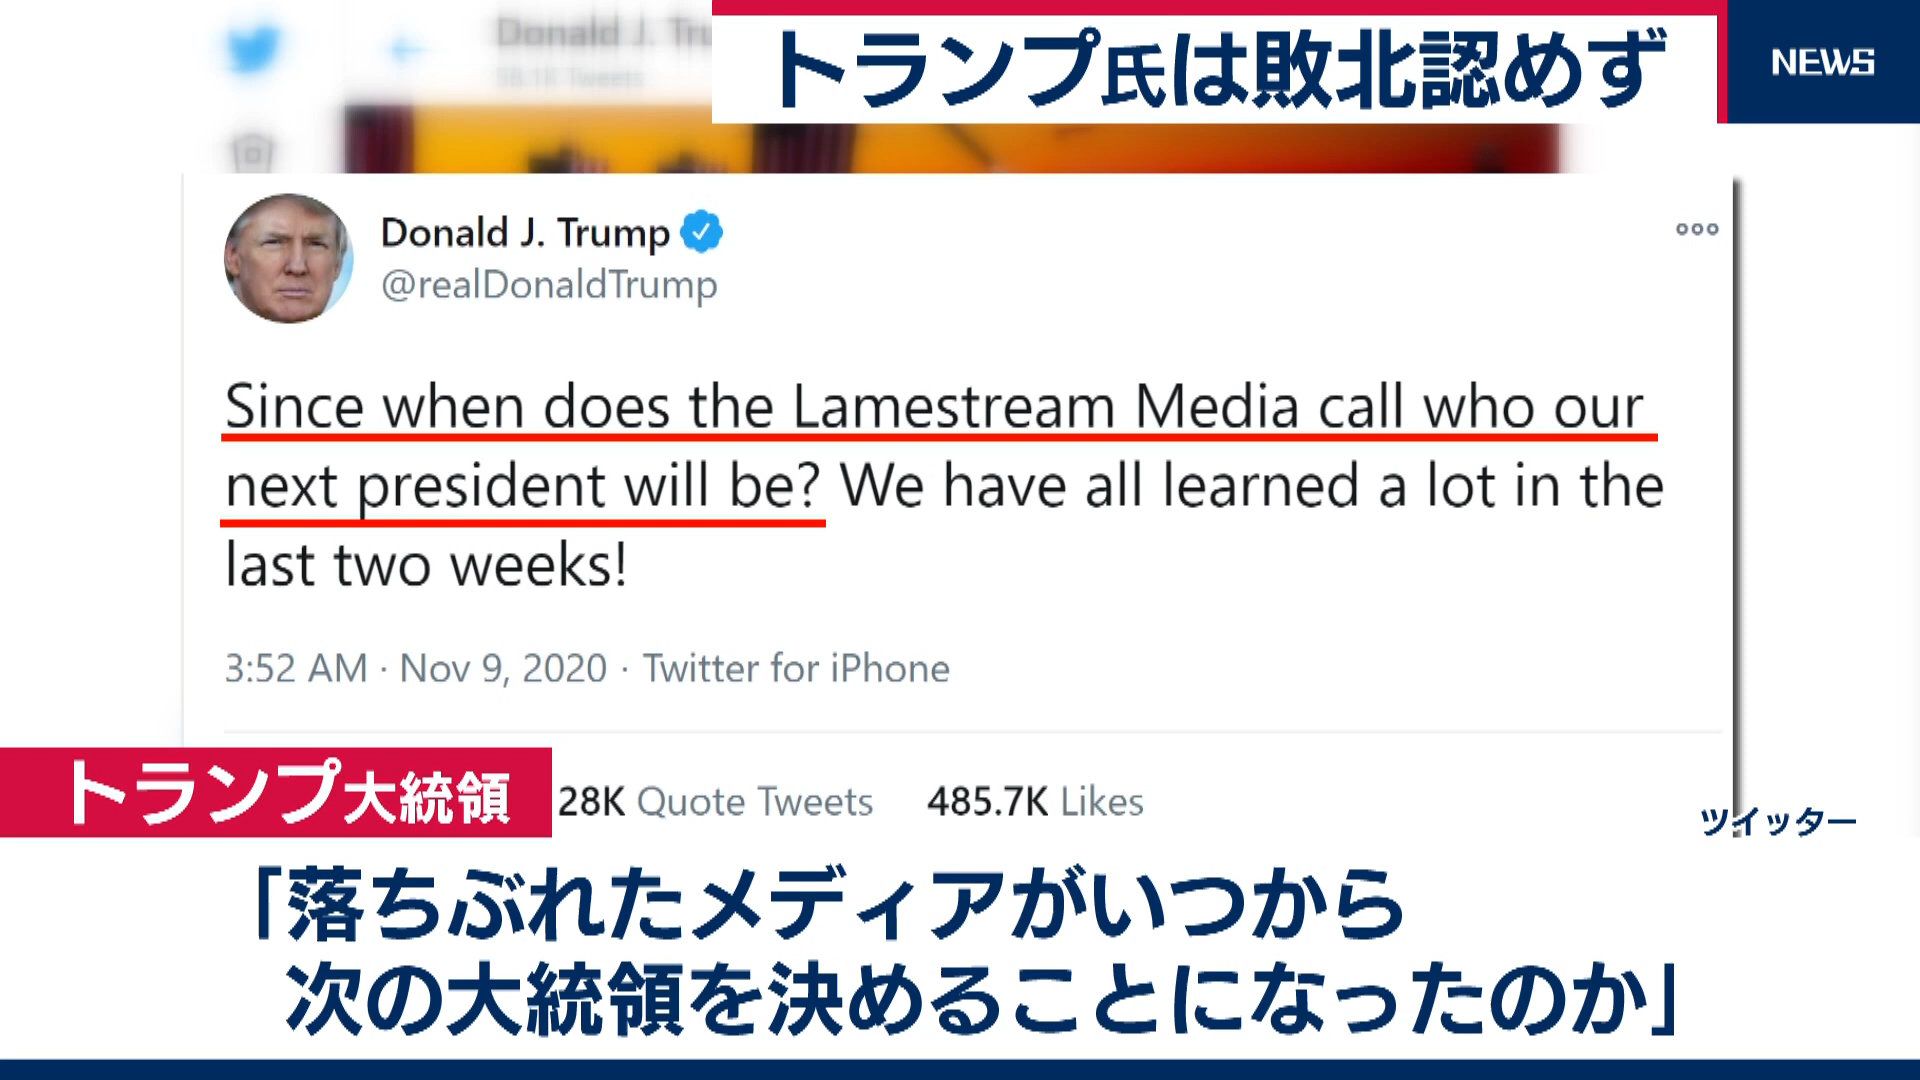 Donald J. Tru
トランプ氏は敗北認めず
NEWS
Donald J. Trump
@realDonaldTrump
Since when does the Lamestream Media call who our
next president will be? We have all learned a lot in the
last two weeks!
3:52 AM · Nov 9, 2020 · Twitter for iPhone
トランプ大統領
28K Quote Tweets 485.7K Likes
ツイッター
「落ちぶれたメディアがいつから
次の大統領を決めることになったのか」